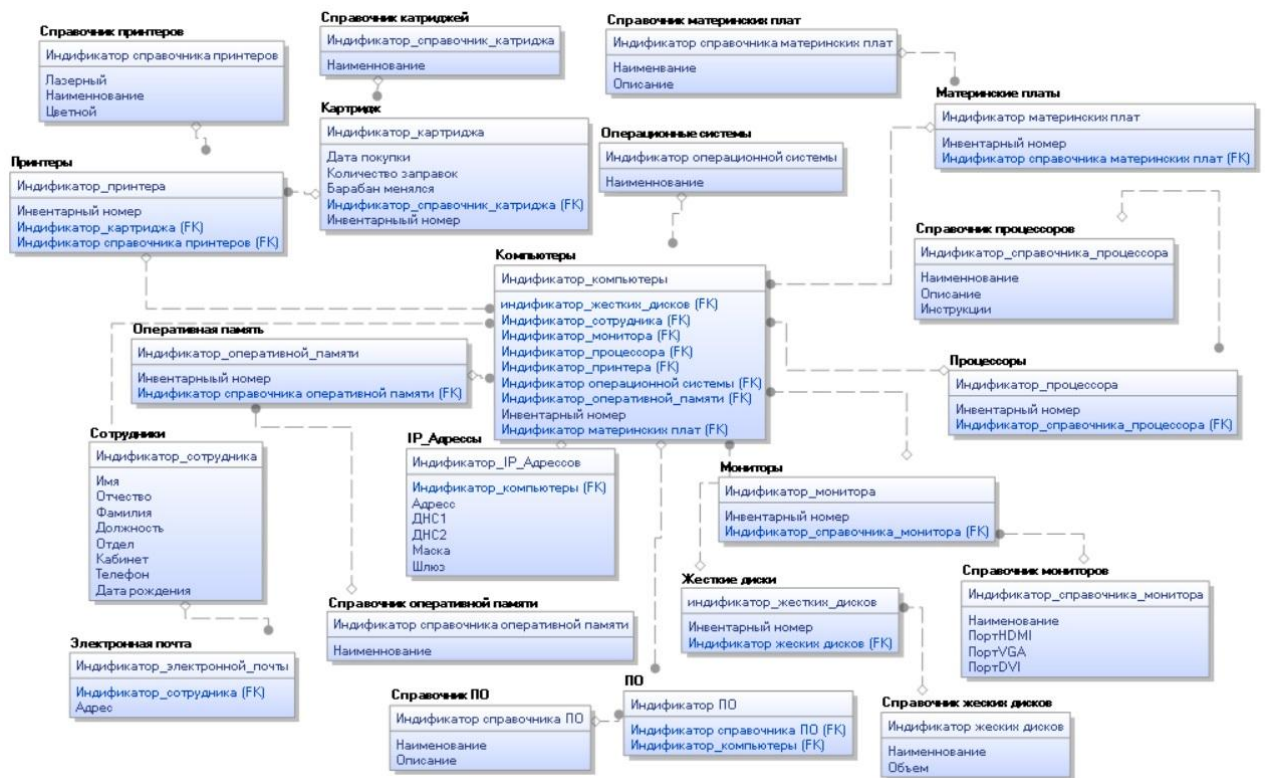 Справочник принтеров
Индификатор справочника принтеров
Лазерный
Наименнование
Цветной
Справочник катриджей
Индификатор_справочник_катриджа
Наименнование
Справочник материнских плат
Индификатор справочника материнских плат
Наименвание
Описание
Материнские платы
Индификатор материнских плат
Инвентарный номер
Индификатор справочника материнских плат (FK)
Картридж
Индификатор_картриджа
Дата покупки
Количество заправок
Барабан менялся
Индификатор_справочник_катриджа (FK)
Инвентарныый номер
Операционные системы
Индификатор операционной системы
Наименнование
Принтеры
Индификатор_принтера
Инвентарный номер
Индификатор_картриджа (FK)
Индификатор справочника принтеров (FK)
Справочник процессоров
Индификатор_справочника_процессора
Наименнование
Описание
Инструкции
Компьютеры
Индификатор_компьютеры
индификатор_жестких_дисков (FK)
Индификатор_сотрудника (FK)
Индификатор_монитора (FK)
Индификатор_процессора (FK)
Индификатор_принтера (FK)
Индификатор операционной системы (FK)
Индификатор_оперативной_памяти (FK)
Инвентарный номер
Индификатор материнских плат (FK)
Оперативная память
Индификатор_оперативной_памяти
Инвентарныый номер
Индификатор справочника оперативной памяти (FK)
Процессоры
Индификатор_процессора
Инвентарный номер
Индификатор_справочника_процессора (FK)
Сотрудники
Индификатор_сотрудника
Имя
Отчество
Фамилия
Должность
Отдел
Кабинет
Телефон
Дата рождения
IP_Адрессы
Индификатор_IP_Адрессов
Индификатор_компьютеры (FK)
Адресс
ДНС1
ДНС2
Маска
Шлюз
Мониторы
Индификатор_монитора
Инвентарный номер
Индификатор_справочника_монитора (FK)
Справочник мониторов
Индификатор_справочника_монитора
Наименование
ПортHDMI
ПортVGA
ПортDVI
Жесткие диски
индификатор_жестких_дисков
Инвентарный номер
Индификатор жеских дисков (FK)
Справочник оперативной памяти
Индификатор справочника оперативной памяти
Наименнование
Электронная почта
Индификатор_электронной_почты
Индификатор_сотрудника (FK)
Адрес
Справочник ПО
Индификатор справочника ПО
Наименнование
Описание
ПО
Индификатор ПО
Индификатор справочника ПО (FK)
Индификатор_компьютеры (FK)
Справочник жеских дисков
Индификатор жеских дисков
Наименнование
Объем